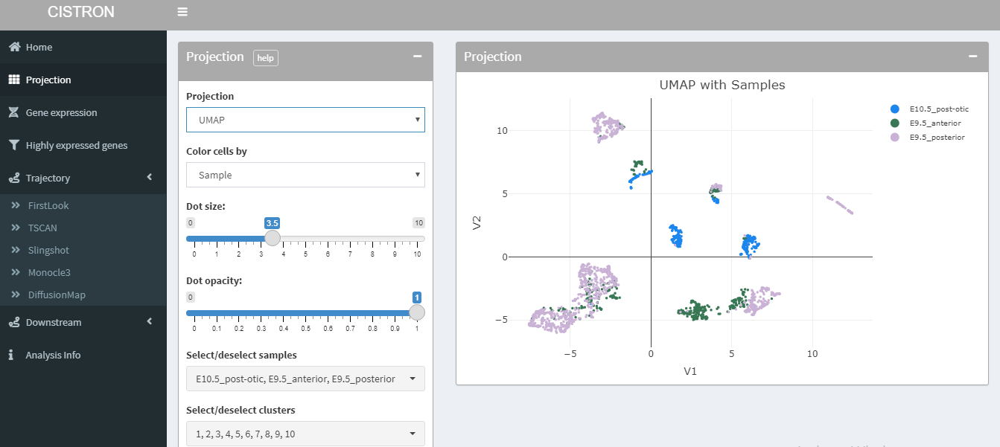 CISTRON
Home
Projection
Gene expression
Highly expressed genes
Trajectory
FirstLook
TSCAN
Slingshot
Monocle3
DiffusionMap
Downstream
Analysis Info
Projection help
Projection
UMAP
Color cells by
Sample
Dot size:
0 3.5 10
0 1 2 3 4 5 6 7 8 9 10
Dot opacity:
0 1
0 0.1 0.2 0.3 0.4 0.5 0.6 0.7 0.8 0.9 1
Select/deselect samples
E10.5_post-otic, E9.5_anterior, E9.5_posterior
Select/deselect clusters
1, 2, 3, 4, 5, 6, 7, 8, 9, 10
Projection
UMAP with Samples
E10.5_post-otic
E9.5_anterior
E9.5_posterior
10
5
0
−5
V2
−5 0 5 10
V1